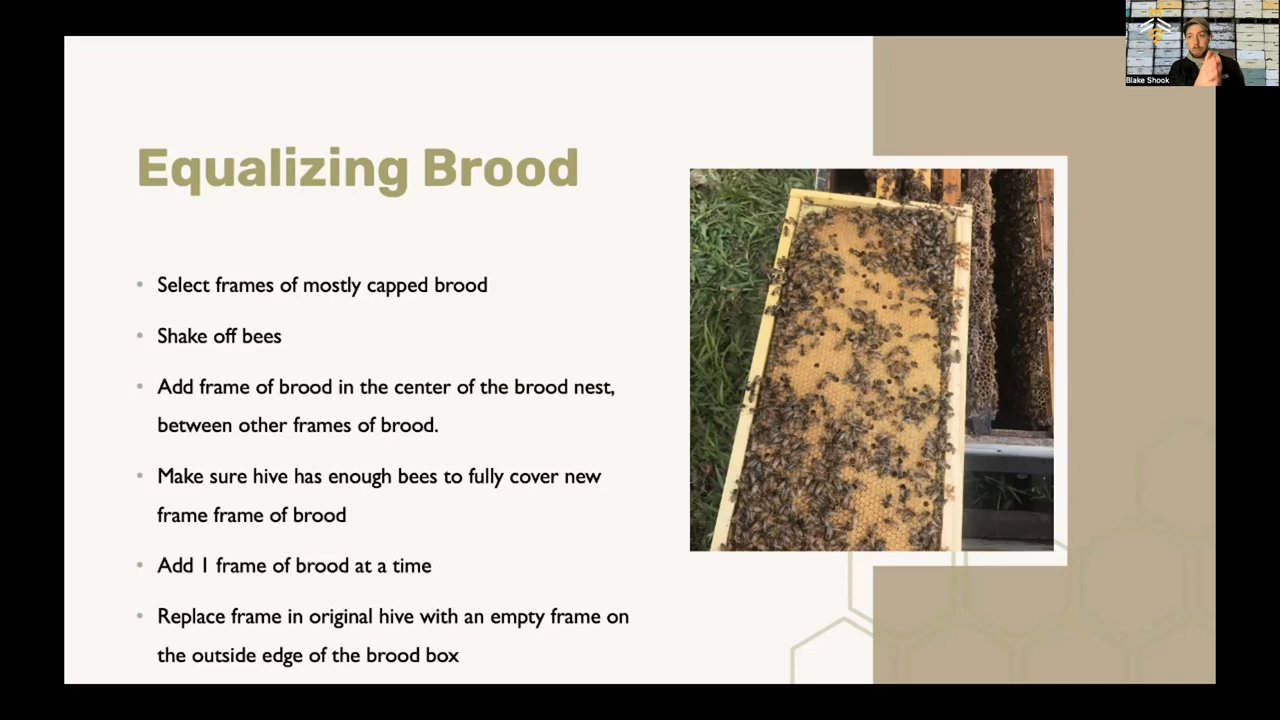 Blake Shook
Equalizing Brood
• Select frames of mostly capped brood
• Shake off bees
• Add frame of brood in the center of the brood nest,
between other frames of brood.
• Make sure hive has enough bees to fully cover new
frame frame of brood
• Add 1 frame of brood at a time
• Replace frame in original hive with an empty frame on
the outside edge of the brood box